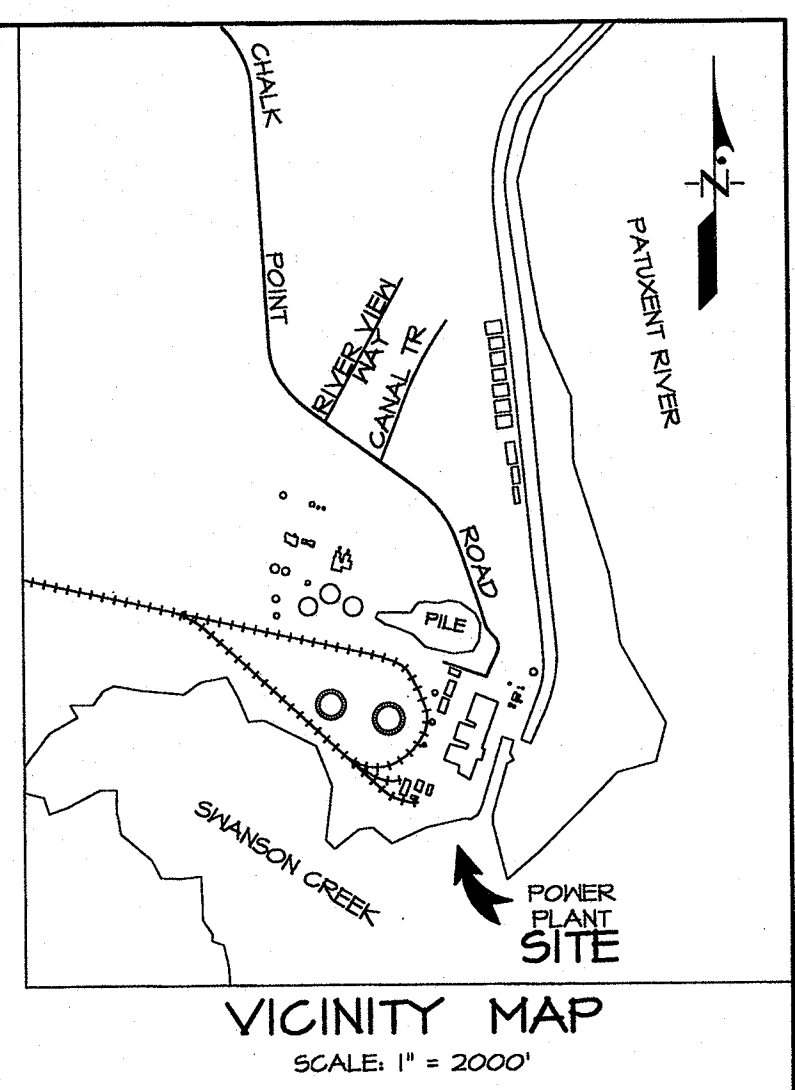 CHALK
POINT
ROAD
N
PATUXENT RIVER
RIVER VIEW
WAY
CANAL TR
PILE
SWANSON CREEK
POWER
PLANT
SITE
VICINITY MAP
SCALE: 1" = 2000'